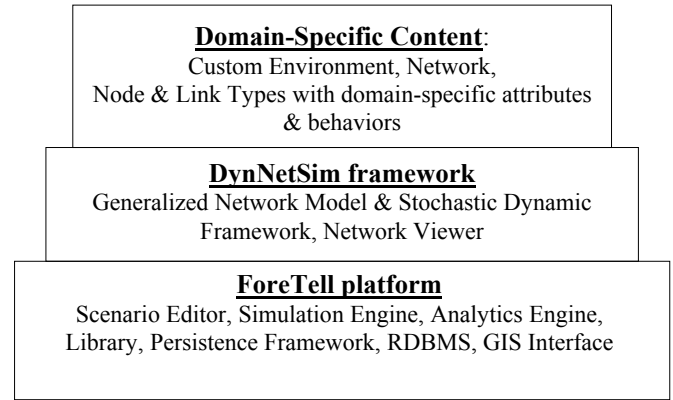 Domain-Specific Content:
Custom Environment, Network,
Node & Link Types with domain-specific attributes
& behaviors
DynNetSim framework
Generalized Network Model & Stochastic Dynamic
Framework, Network Viewer
ForeTell platform
Scenario Editor, Simulation Engine, Analytics Engine,
Library, Persistence Framework, RDBMS, GIS Interface